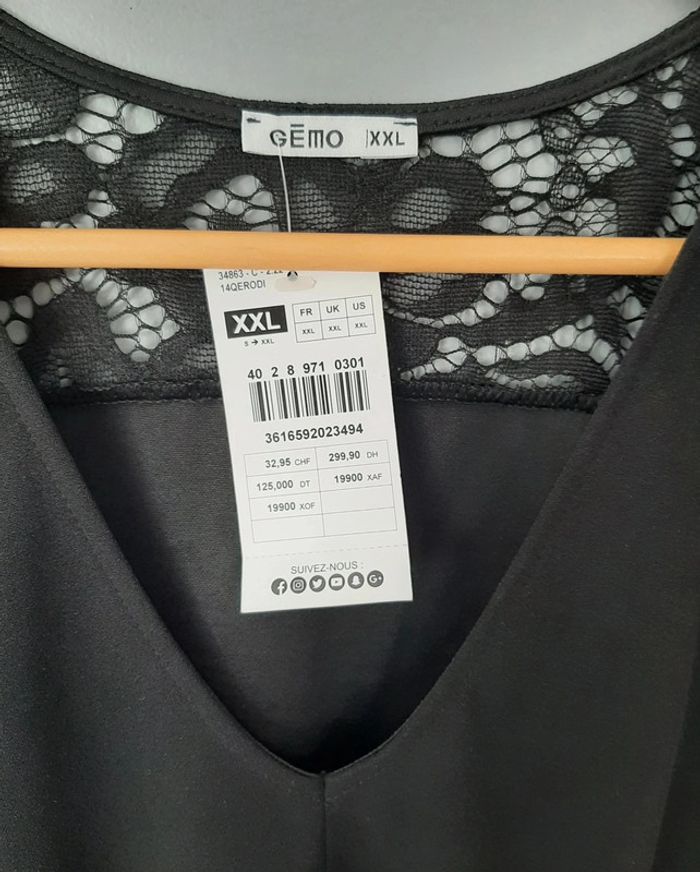 GĒMO XXL
34863 - C - 2.22
14QERODI
XXL
FR UK US
XXL XXL XXL
S → XXL
40 2 8 971 0301
3616592023494
32,95 CHF 299,90 DH
125,000 DT 19900 XAF
19900 XOF
SUIVEZ-NOUS :